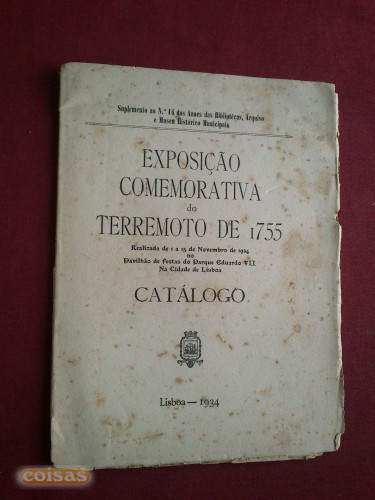 Suplemento ao N.º 14 dos Anaes das Bibliotécas, Arquivo
e Museu Histórico Municipais
EXPOSIÇÃO
COMEMORATIVA
do
TERREMOTO DE 1755
Realizada de 1 a 15 de Novembro de 1934
no
Pavilhão de festas do Parque Eduardo VII
Na Cidade de Lisboa
CATÁLOGO
Lisboa — 1934
coisas